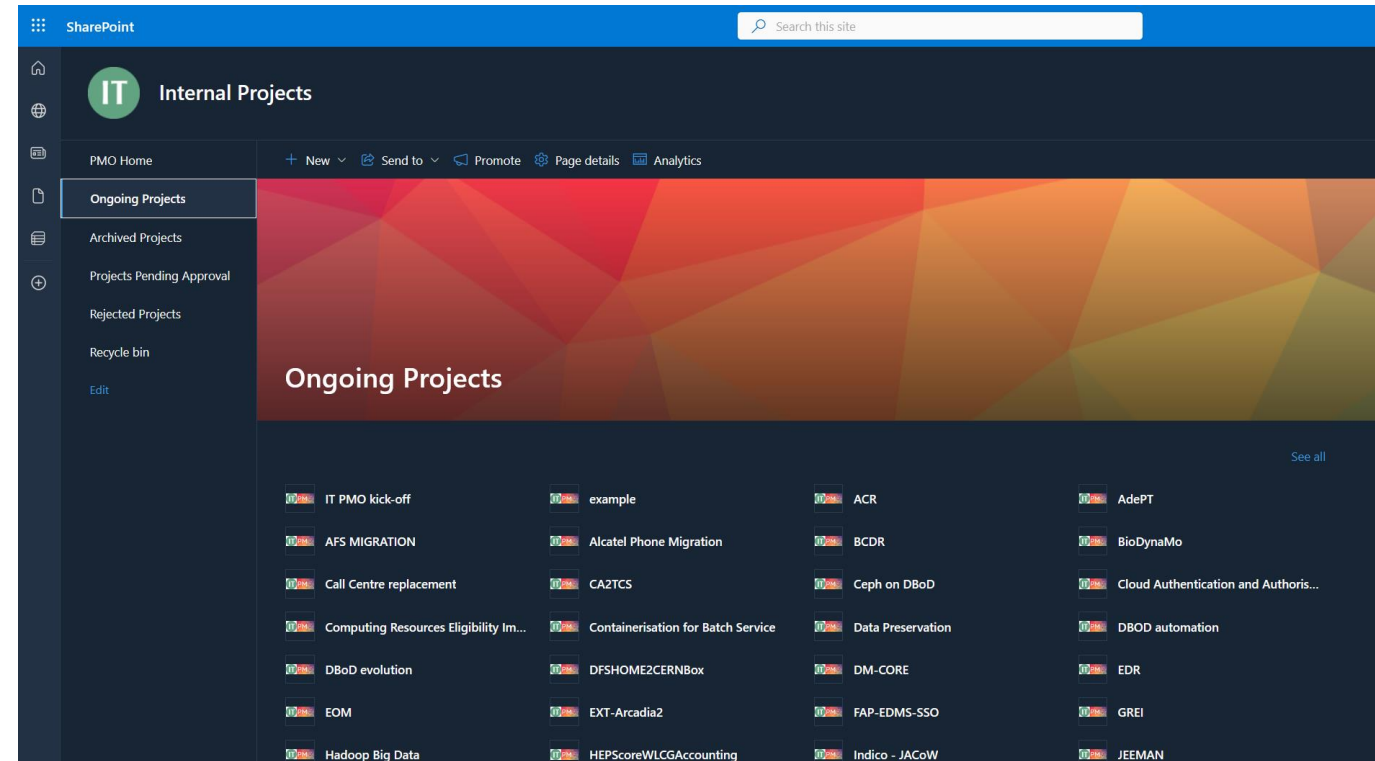 SharePoint
Search this site
IT
Internal Projects
PMO Home
Ongoing Projects
Archived Projects
Projects Pending Approval
Rejected Projects
Recycle bin
Edit
New Send to Promote Page details Analytics
Ongoing Projects
See all
IT PMO kick-off example ACR AdePT
AFS MIGRATION Alcatel Phone Migration BCDR BioDynaMo
Call Centre replacement CA2TCS Ceph on DBoD Cloud Authentication and Authoris...
Computing Resources Eligibility Im... Containerisation for Batch Service Data Preservation DBOD automation
DBoD evolution DFSHOME2CERNBox DM-CORE EDR
EOM EXT-Arcadia2 FAP-EDMS-SSO GREI
Hadoop Big Data HEPScoreWLCGAccounting Indico - JACoW JEEMAN